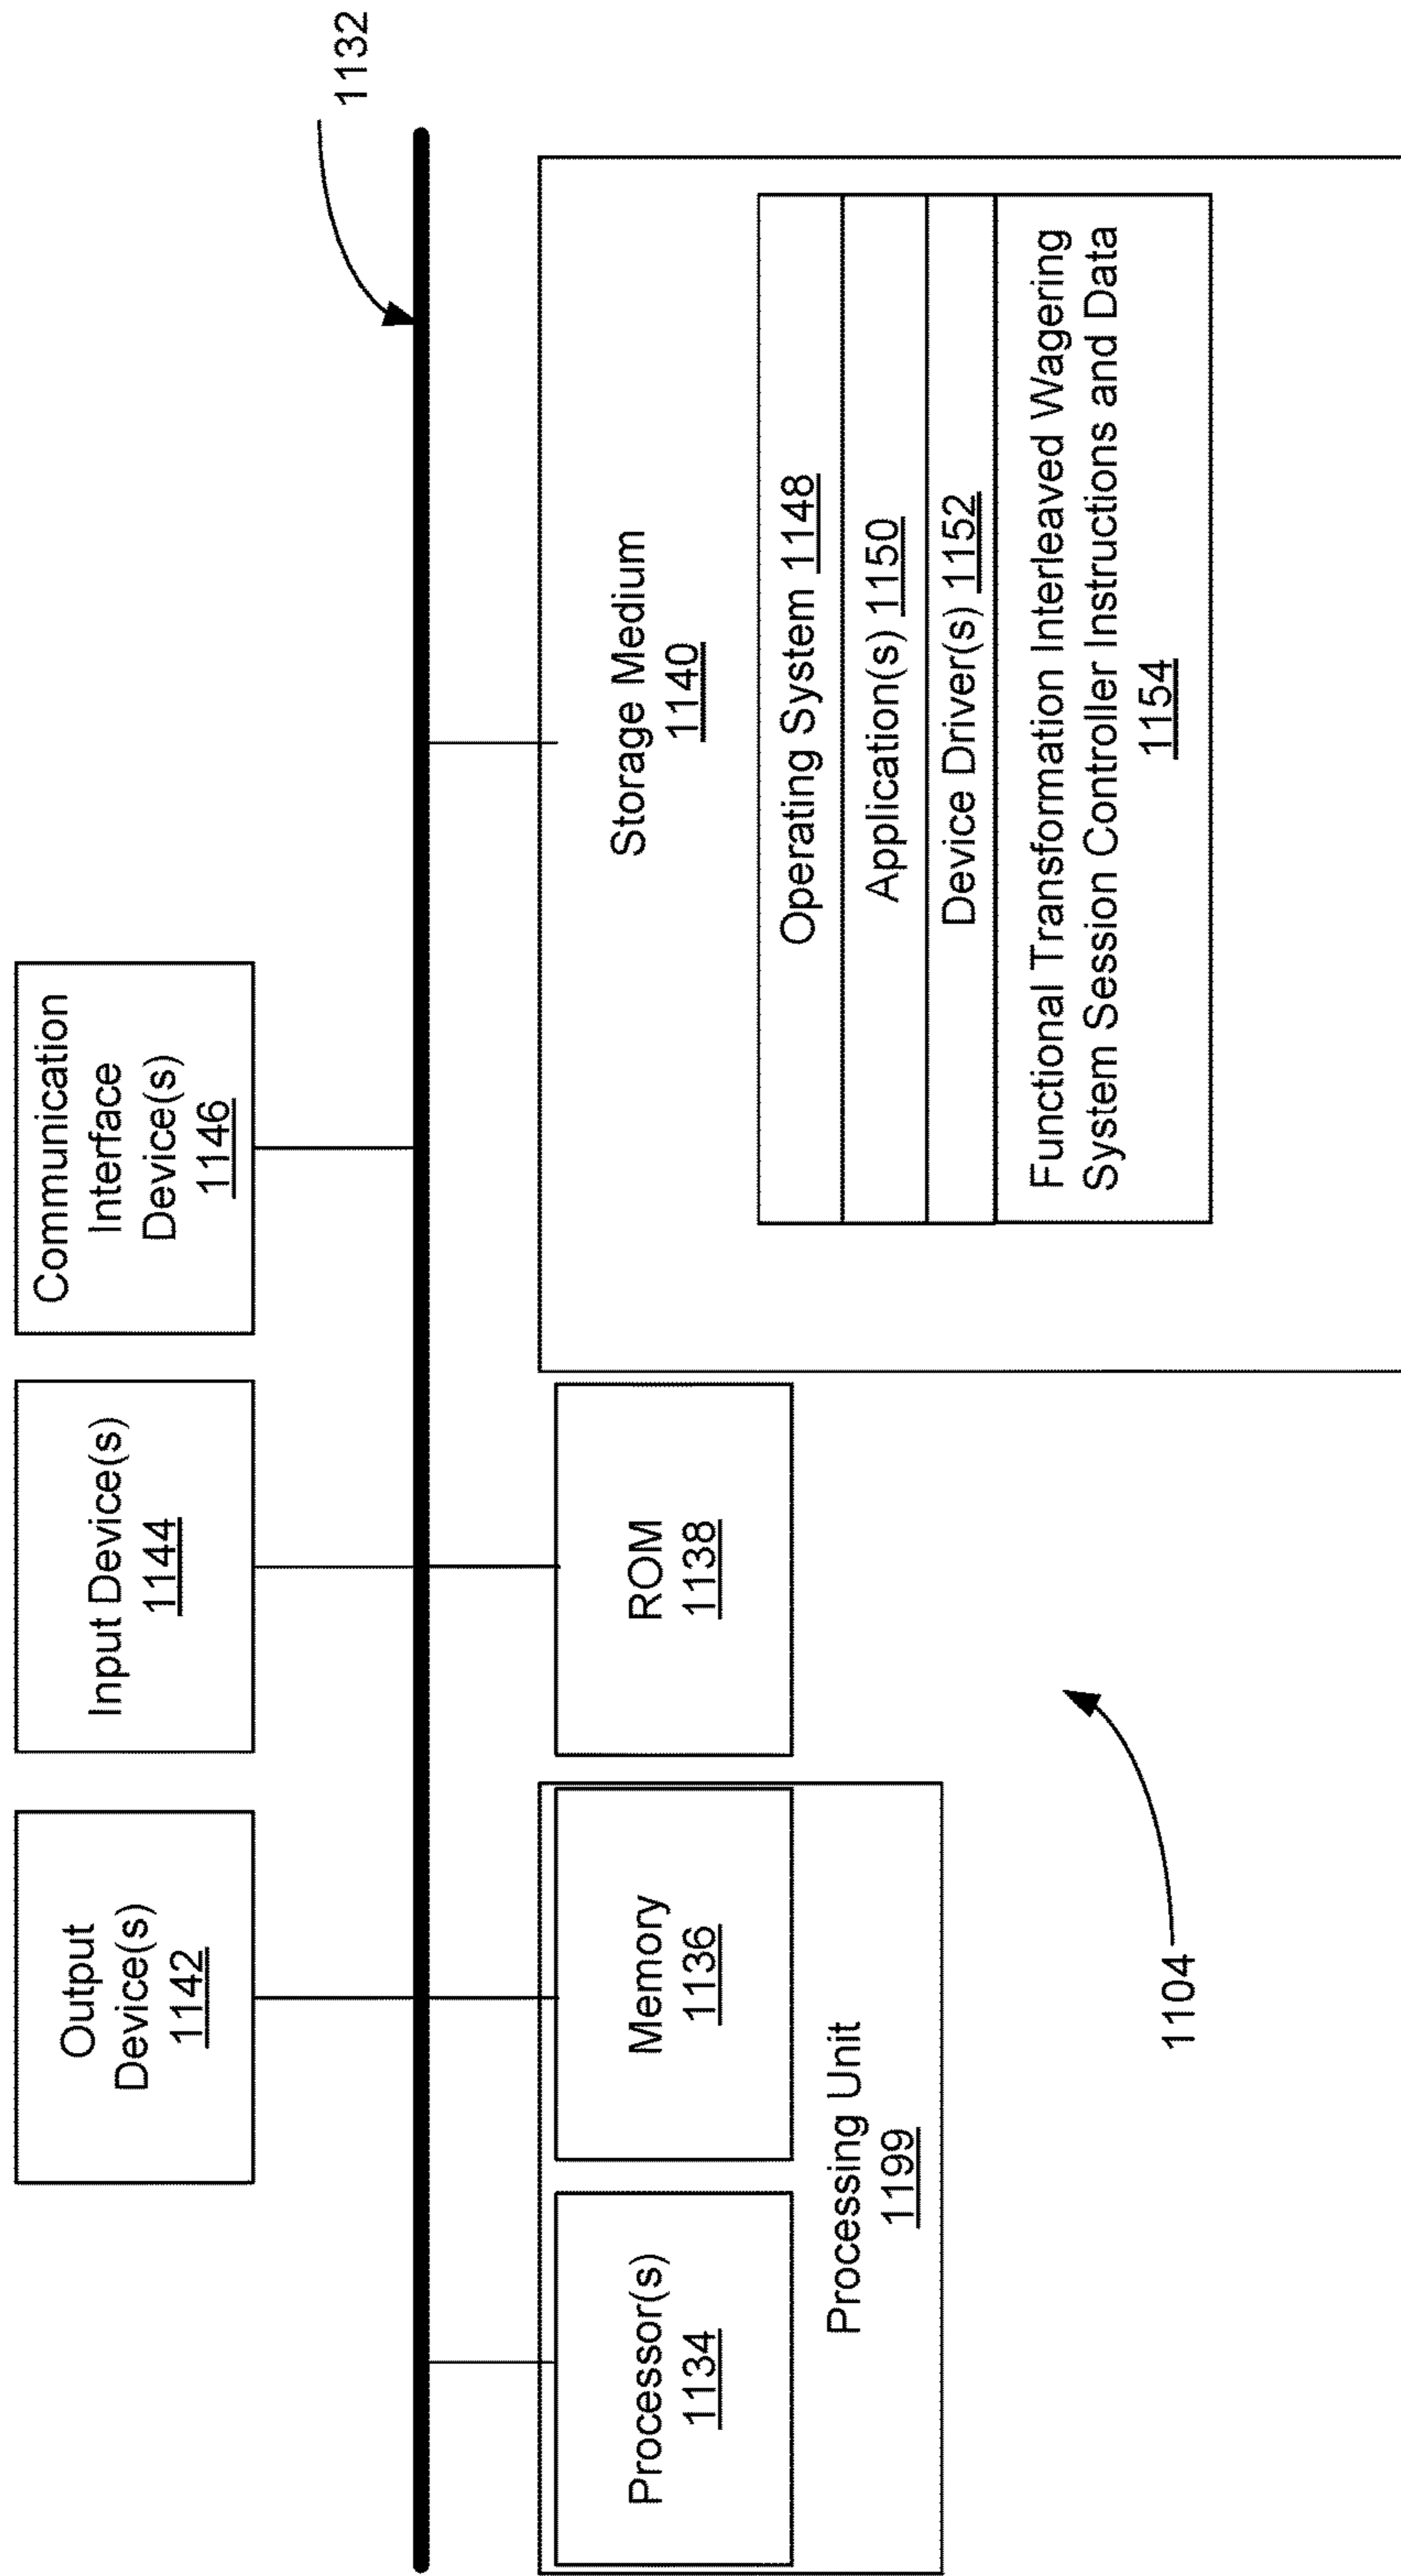 Output
Device(s)
1142
Input Device(s)
1144
Communication
Interface
Device(s)
1146
1132
Processor(s)
1134
Memory
1136
Processing Unit
1199
ROM
1138
Storage Medium
1140
Operating System 1148
Application(s) 1150
Device Driver(s) 1152
Functional Transformation Interleaved Wagering
System Session Controller Instructions and Data
1154
1104